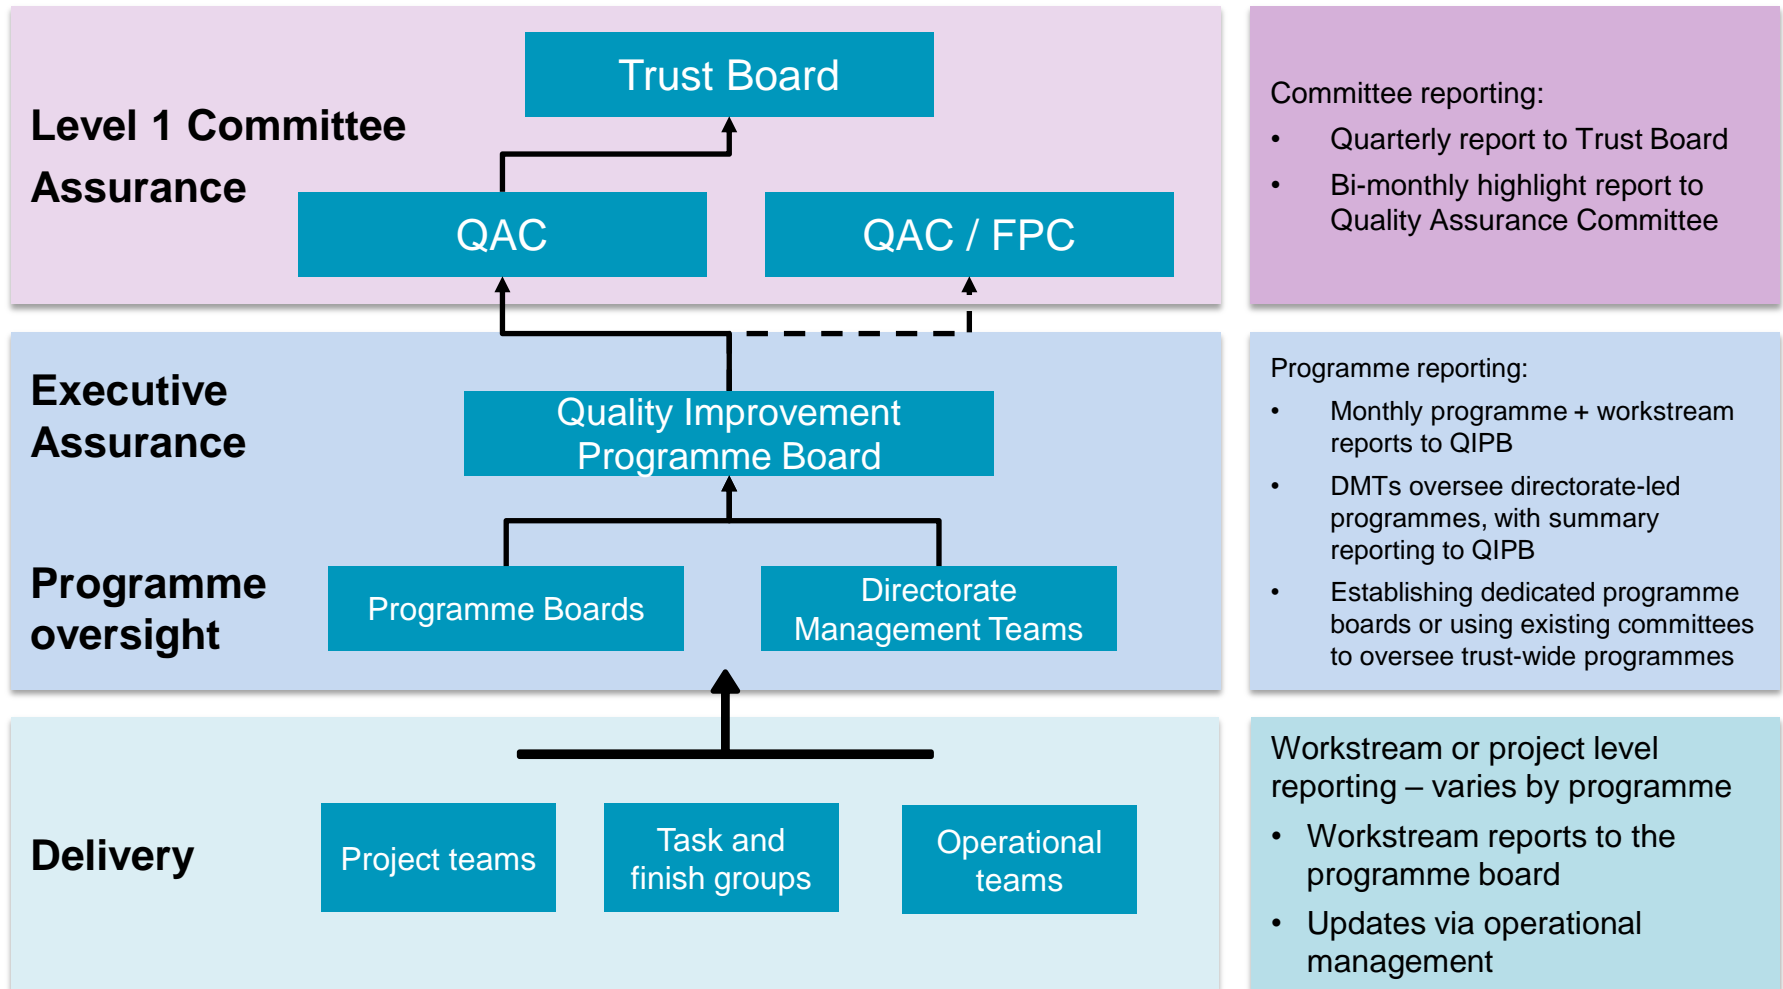 Level 1 Committee
Assurance
Trust Board
QAC
QAC / FPC
Committee reporting:
• Quarterly report to Trust Board
• Bi-monthly highlight report to
Quality Assurance Committee
Executive
Assurance
Quality Improvement
Programme Board
Programme
oversight
Programme Boards
Directorate
Management Teams
Programme reporting:
• Monthly programme + workstream
reports to QIPB
• DMTs oversee directorate-led
programmes, with summary
reporting to QIPB
• Establishing dedicated programme
boards or using existing committees
to oversee trust-wide programmes
Delivery
Project teams
Task and
finish groups
Operational
teams
Workstream or project level
reporting – varies by programme
• Workstream reports to the
programme board
• Updates via operational
management